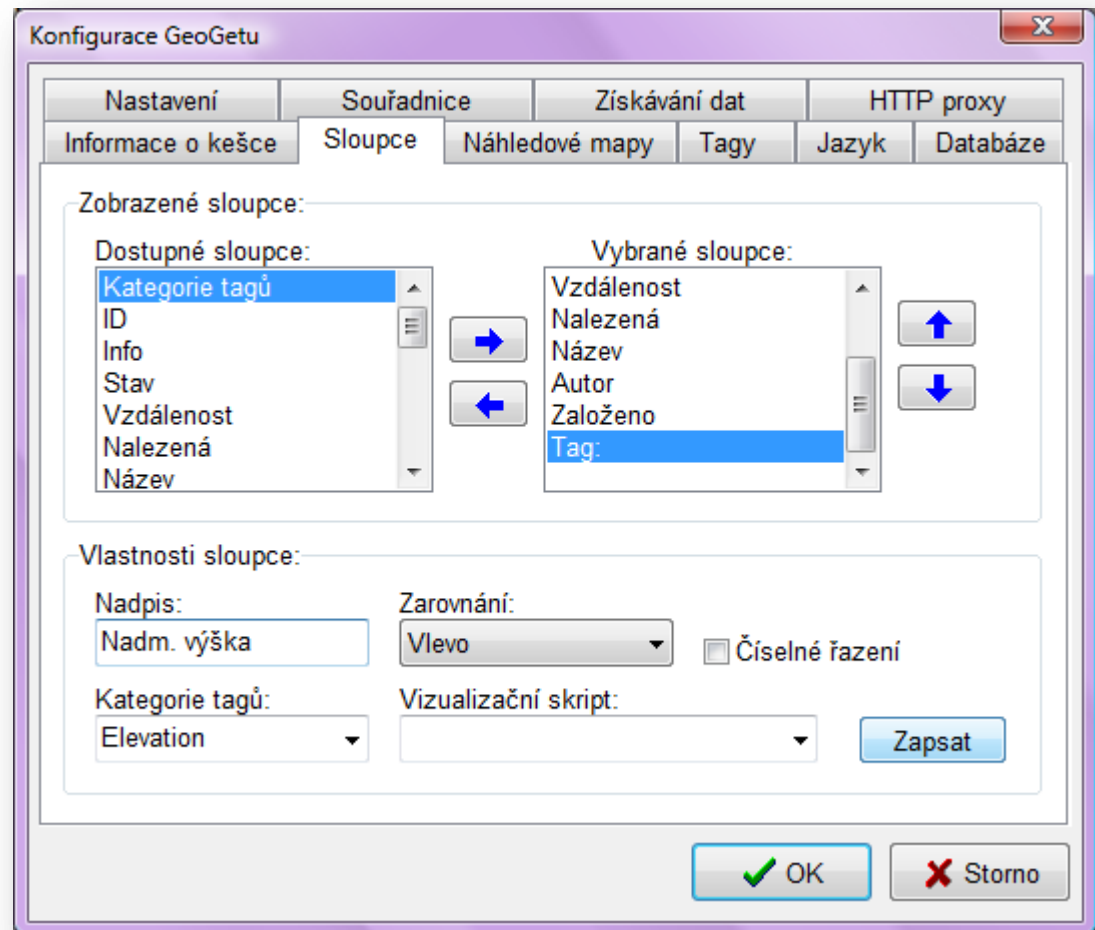 Konfigurace GeoGetu
Nastavení Souřadnice Získávání dat HTTP proxy
Informace o kešce Sloupce Náhledové mapy Tagy Jazyk Databáze
Zobrazené sloupce:
Dostupné sloupce:
Kategorie tagů
ID
Info
Stav
Vzdálenost
Nalezená
Název
Vybrané sloupce:
Vzdálenost
Nalezená
Název
Autor
Založeno
Tag:
Vlastnosti sloupce:
Nadpis: Zarovnání:
Nadm. výška Vlevo Číselné řazení
Kategorie tagů: Vizualizační skript:
Elevation Zapsat
OK Storno